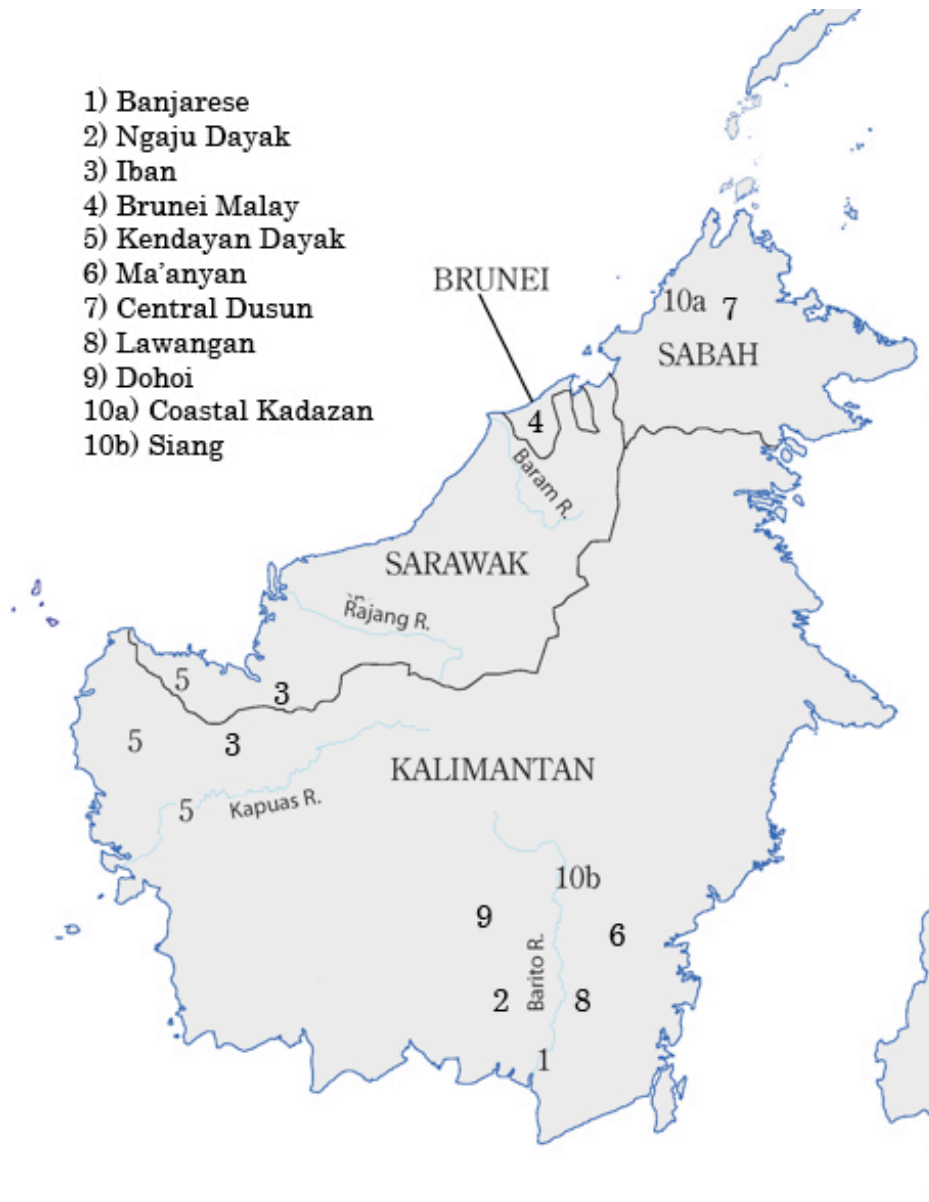 1) Banjarese
2) Ngaju Dayak
3) Iban
4) Brunei Malay
5) Kendayan Dayak
6) Ma’anyan
7) Central Dusun
8) Lawangan
9) Dohoi
10a) Coastal Kadazan
10b) Siang
BRUNEI
10a 7
SABAH
4
Baram R.
SARAWAK
Rajang R.
5
3
5
3
KALIMANTAN
5
Kapuas R.
10b
9
6
Barito R.
2
8
1